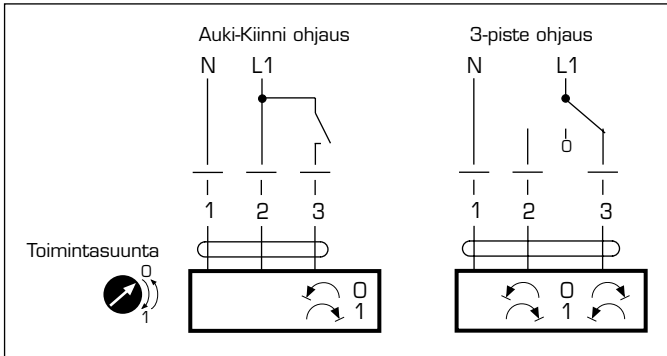 Auki-Kiinni ohjaus
N L1
1 2 3
Toimintasuunta
0
1
0
1
3-piste ohjaus
N L1
0
1 2 3
0
1